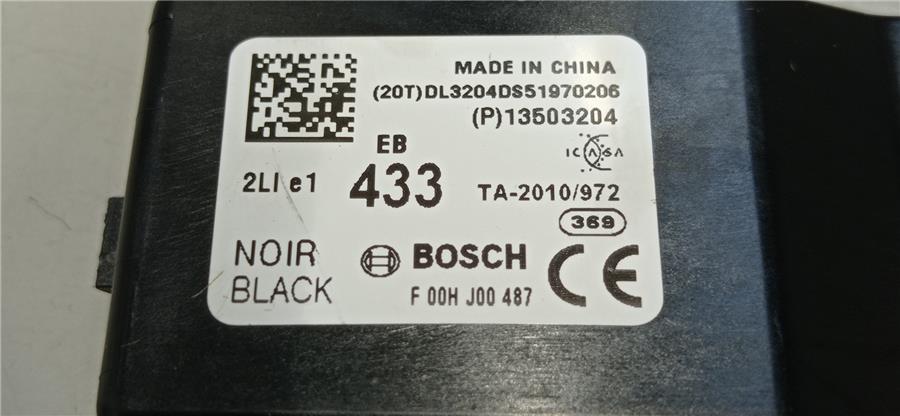 MADE IN CHINA
(20T)DL3204DS51970206
(P)13503204
EB
ICASA
2LI e1
433
TA-2010/972
369
NOIR
BLACK
BOSCH
F 00H J00 487
CE